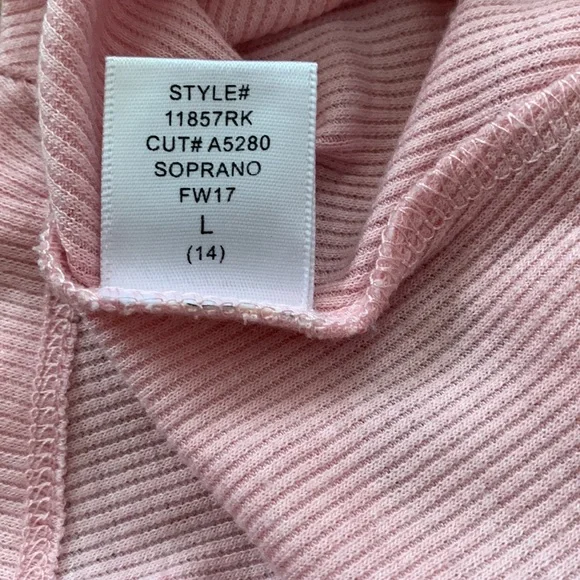 STYLE#
11857RK
CUT# A5280
SOPRANO
FW17
L
(14)